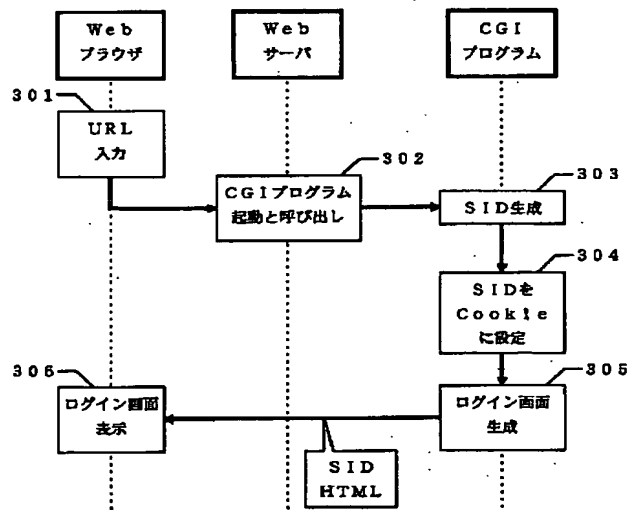 Web
ブラウザ
Web
サーバ
CGI
プログラム
301
URL
入力
302
CGIプログラム
起動と呼び出し
303
SID生成
304
SIDを
Cookie
に設定
305
ログイン画面
生成
306
ログイン画面
表示
SID
HTML